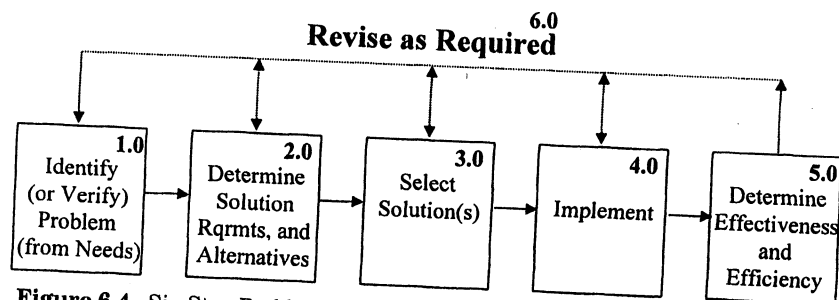 6.0
Revise as Required
1.0
Identify
(or Verify)
Problem
(from Needs)
2.0
Determine
Solution
Rqrmts, and
Alternatives
3.0
Select
Solution(s)
4.0
Implement
5.0
Determine
Effectiveness
and
Efficiency
Figure 6.4